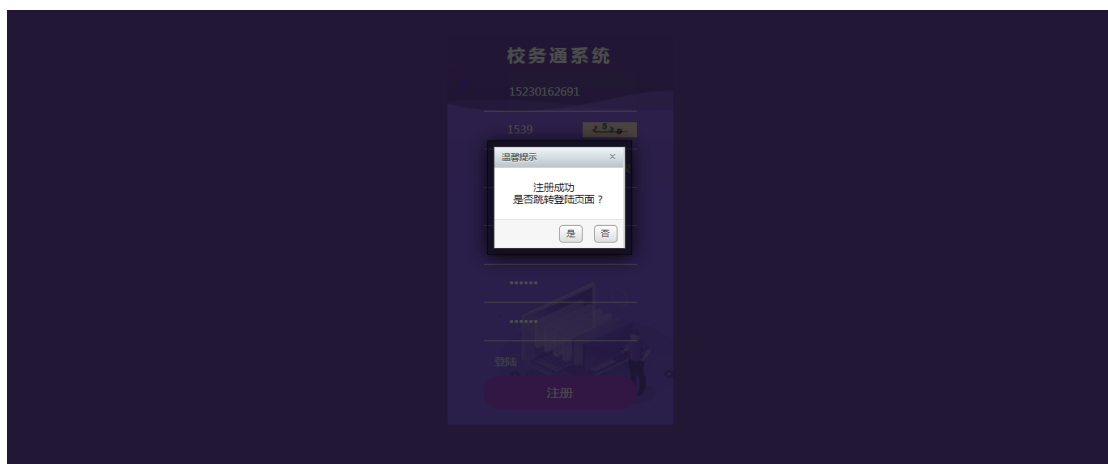 校务通系统
15230162691
1539
温馨提示 ×
注册成功
是否跳转登陆页面？
是 否
••••••
••••••
登陆
注册